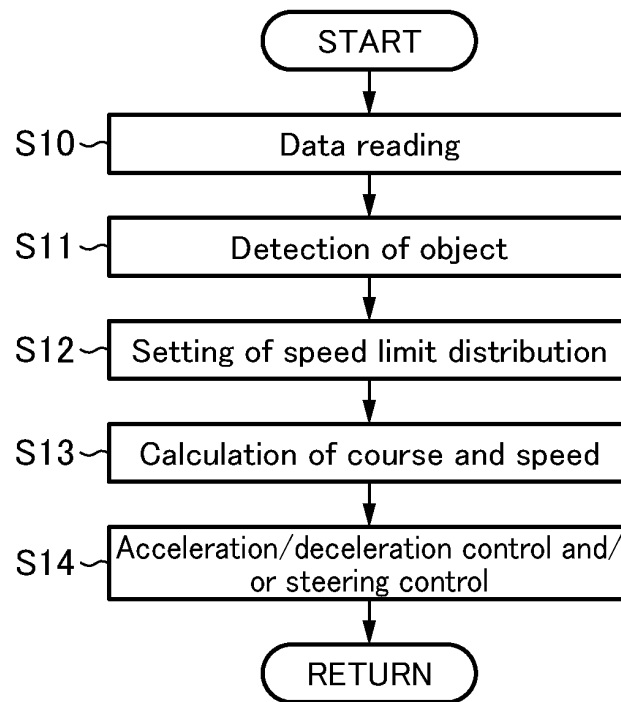 START
S10 Data reading
S11 Detection of object
S12 Setting of speed limit distribution
S13 Calculation of course and speed
S14 Acceleration/deceleration control and/
or steering control
RETURN